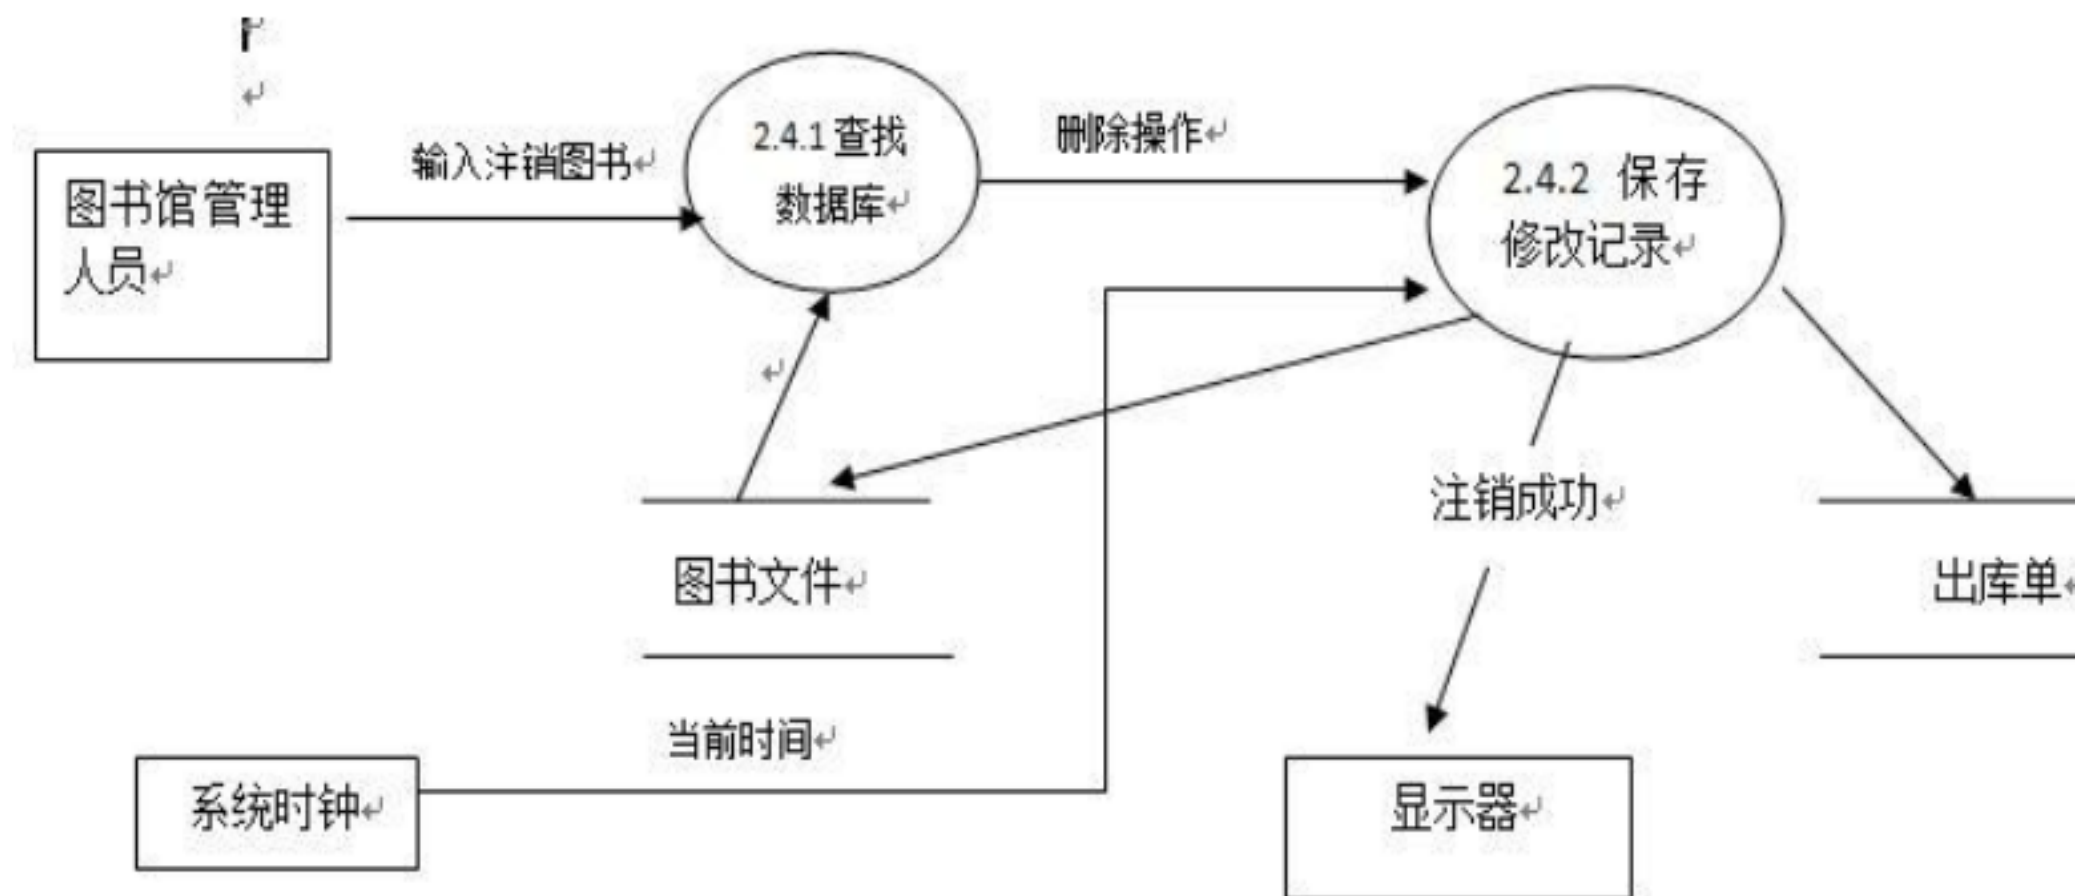 输入注销图书
2.4.1 查找
数据库
删除操作
2.4.2 保存
修改记录
图书馆管理
人员
注销成功
图书文件
出库单
当前时间
系统时钟
显示器